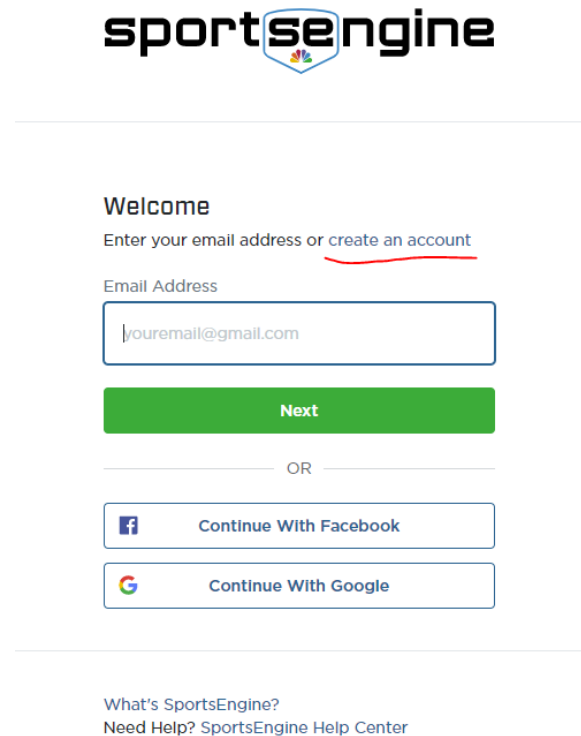 sportsengine
Welcome
Enter your email address or create an account
Email Address
youremail@gmail.com
Next
OR
Continue With Facebook
Continue With Google
What's SportsEngine?
Need Help? SportsEngine Help Center